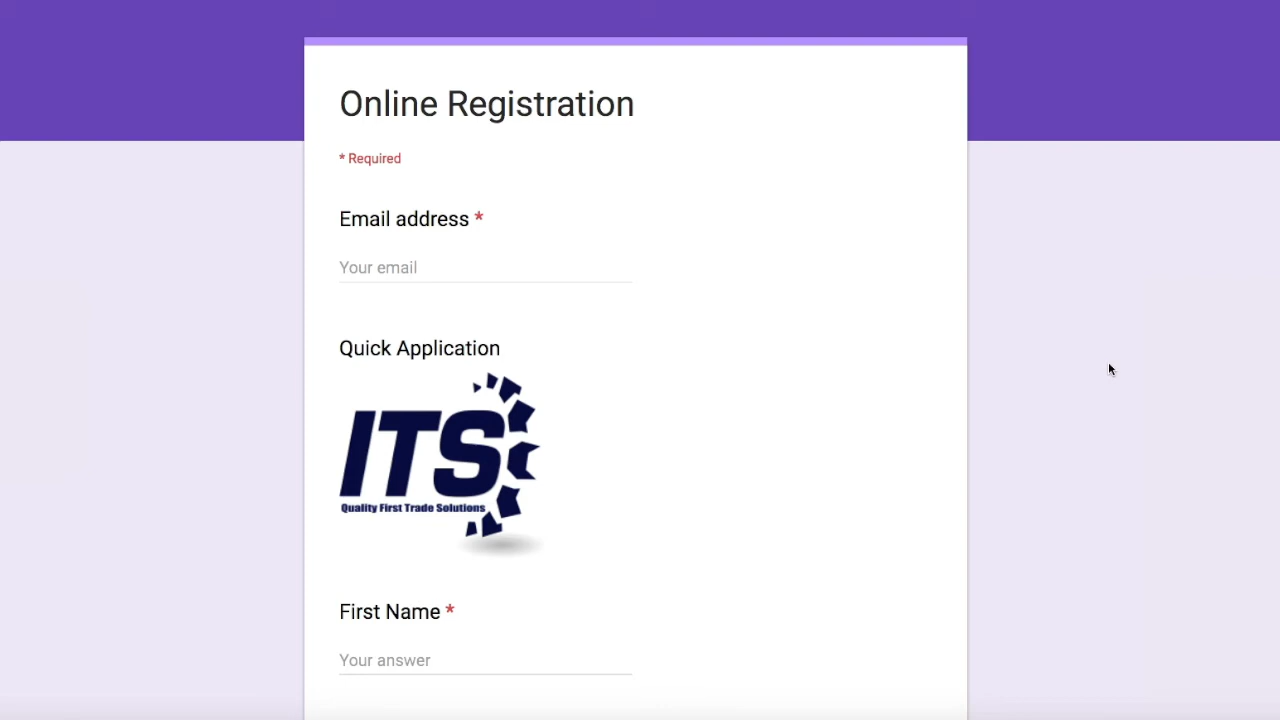 Online Registration
* Required
Email address *
Your email
Quick Application
ITS
Quality First Trade Solutions
First Name *
Your answer